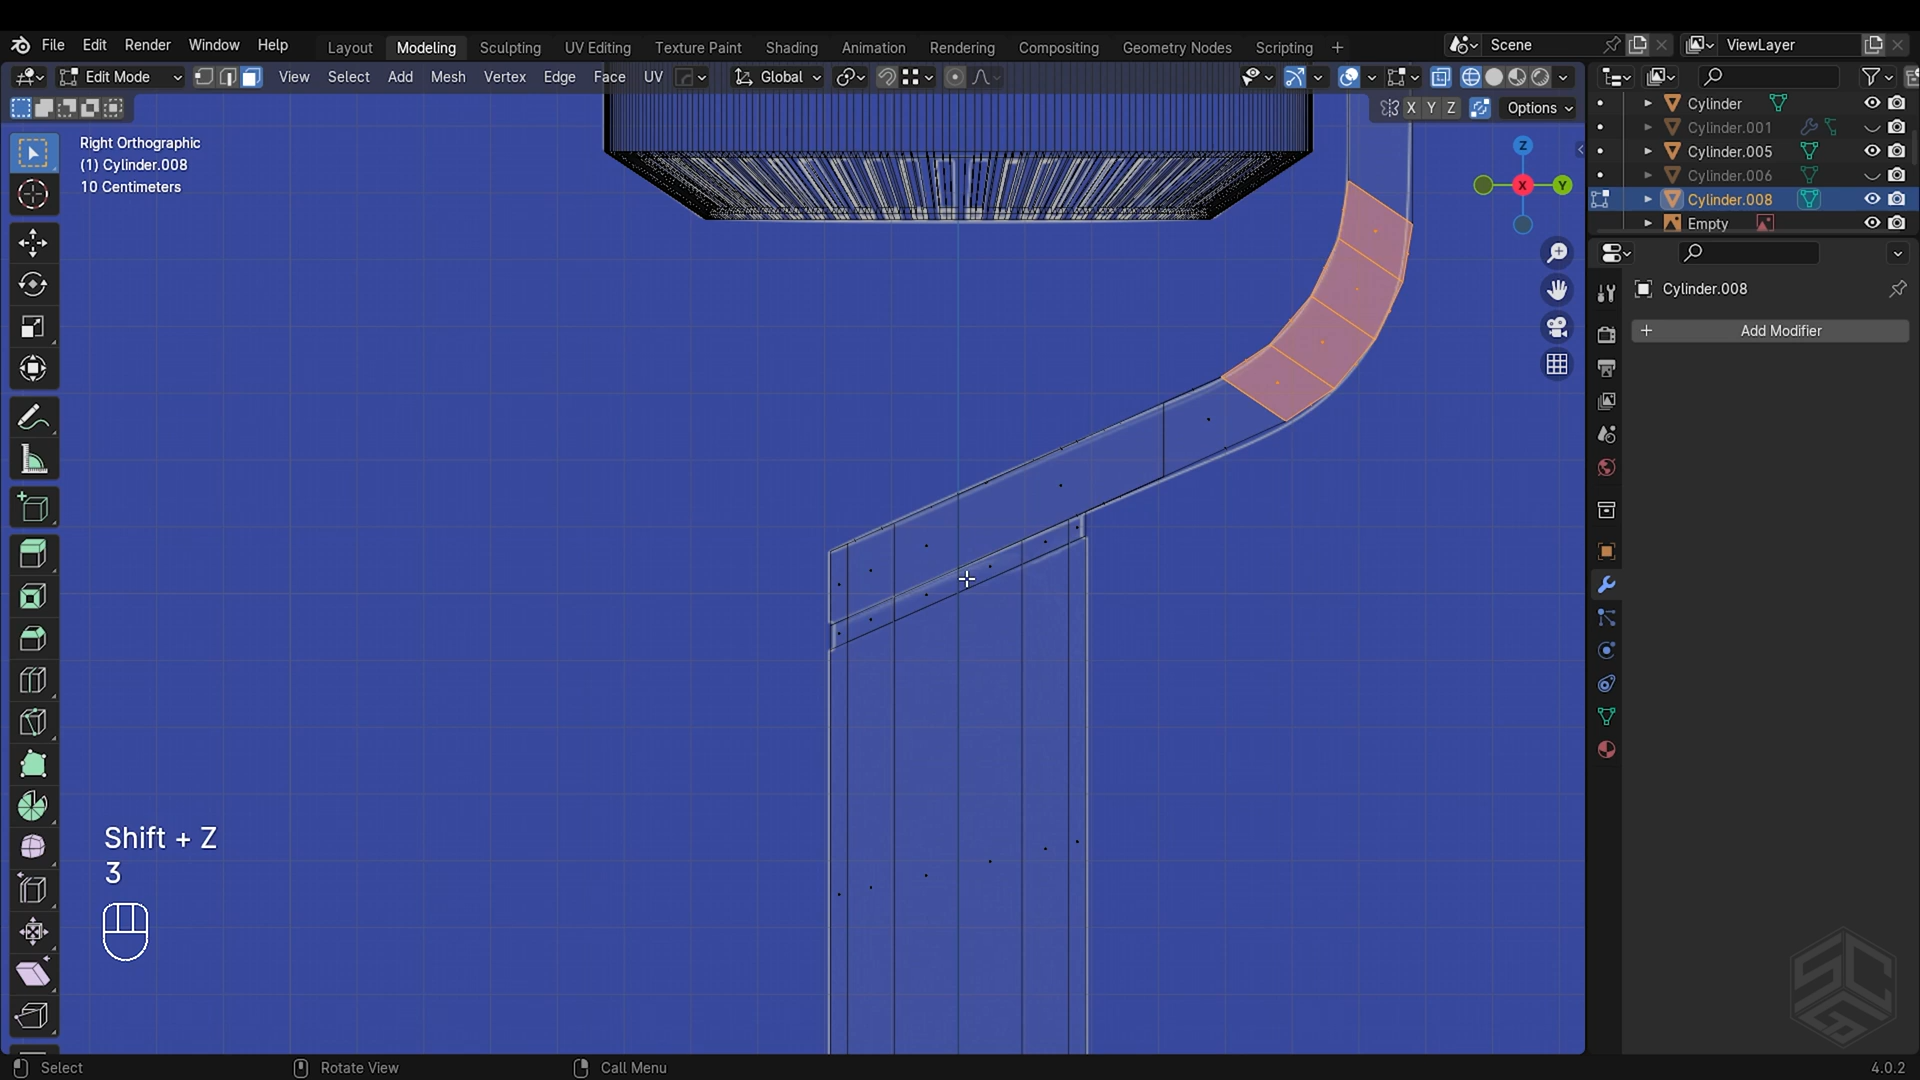 File Edit Render Window Help Layout Modeling Sculpting UV Editing Texture Paint Shading Animation Rendering Compositing Geometry Nodes Scripting + Scene ViewLayer
Edit Mode View Select Add Mesh Vertex Edge Face UV Global
X Y Z Options
Right Orthographic
(1) Cylinder.008
10 Centimeters
Z
X
Y
Cylinder
Cylinder.001
Cylinder.005
Cylinder.006
Cylinder.008
Empty
Cylinder.008
+ Add Modifier
Shift + Z
3
Select Rotate View Call Menu 4.0.2